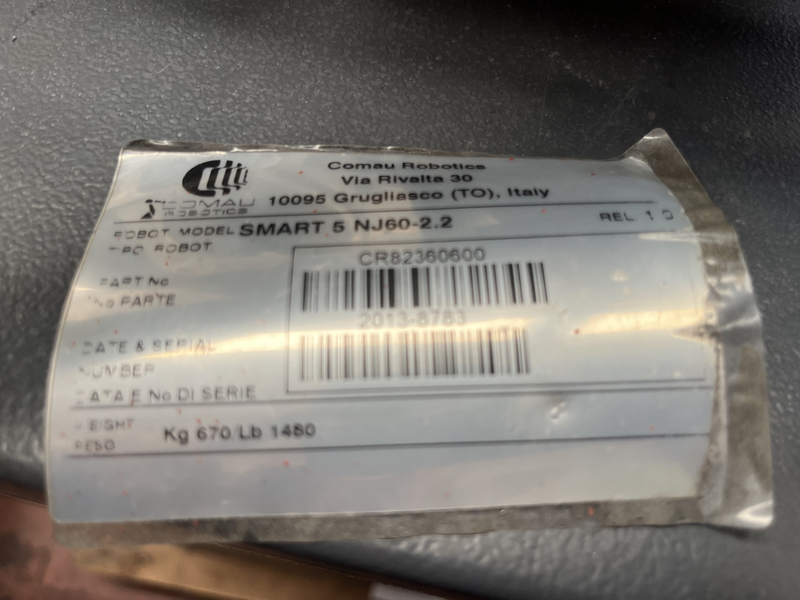 Comau Robotics
Via Rivalta 30
10095 Grugliasco (TO), Italy
COMAU
ROBOTICS
ROBOT MODEL SMART 5 NJ60-2.2 REL. 1.0
TIPO ROBOT
CR82360600
PART No
No PARTE
2013-8783
DATE & SERIAL
NUMBER
DATA E No DI SERIE
WEIGHT
PESO
Kg 670 Lb 1480